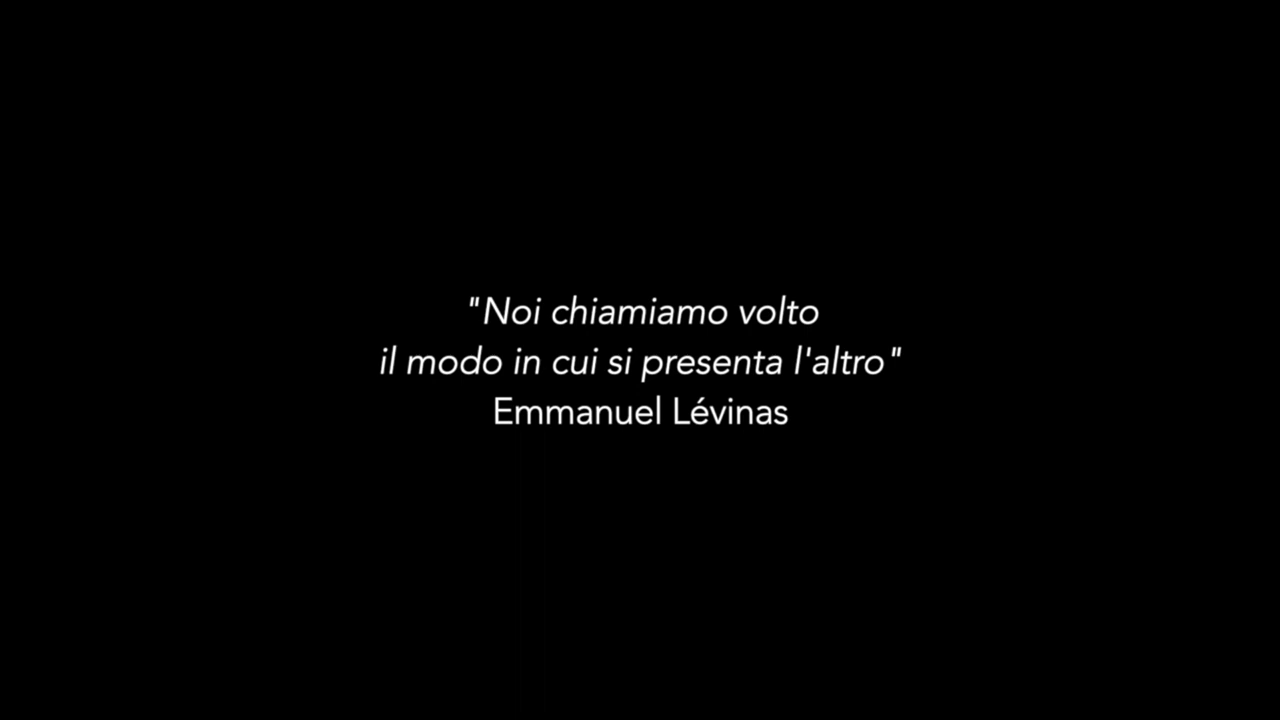 "Noi chiamiamo volto
il modo in cui si presenta l'altro"
Emmanuel Lévinas